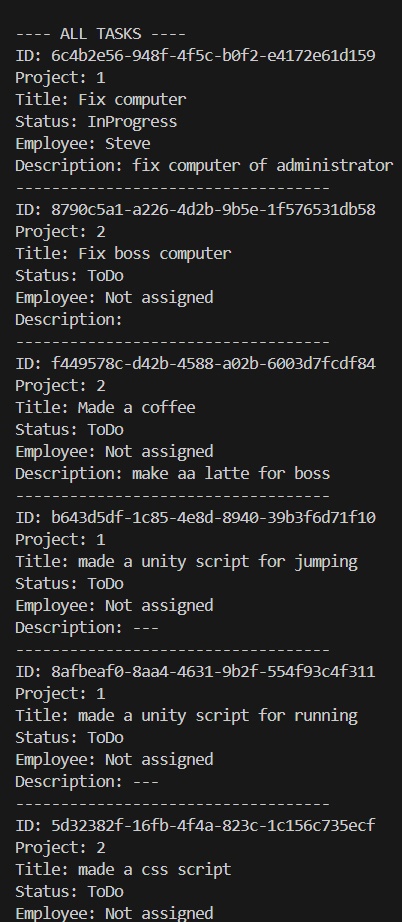 ---- ALL TASKS ----
ID: 6c4b2e56-948f-4f5c-b0f2-e4172e61d159
Project: 1
Title: Fix computer
Status: InProgress
Employee: Steve
Description: fix computer of administrator
-----------------------------------
ID: 8790c5a1-a226-4d2b-9b5e-1f576531db58
Project: 2
Title: Fix boss computer
Status: ToDo
Employee: Not assigned
Description:
-----------------------------------
ID: f449578c-d42b-4588-a02b-6003d7fcdf84
Project: 2
Title: Made a coffee
Status: ToDo
Employee: Not assigned
Description: make aa latte for boss
-----------------------------------
ID: b643d5df-1c85-4e8d-8940-39b3f6d71f10
Project: 1
Title: made a unity script for jumping
Status: ToDo
Employee: Not assigned
Description: ---
-----------------------------------
ID: 8afbeaf0-8aa4-4631-9b2f-554f93c4f311
Project: 1
Title: made a unity script for running
Status: ToDo
Employee: Not assigned
Description: ---
-----------------------------------
ID: 5d32382f-16fb-4f4a-823c-1c156c735ecf
Project: 2
Title: made a css script
Status: ToDo
Employee: Not assigned